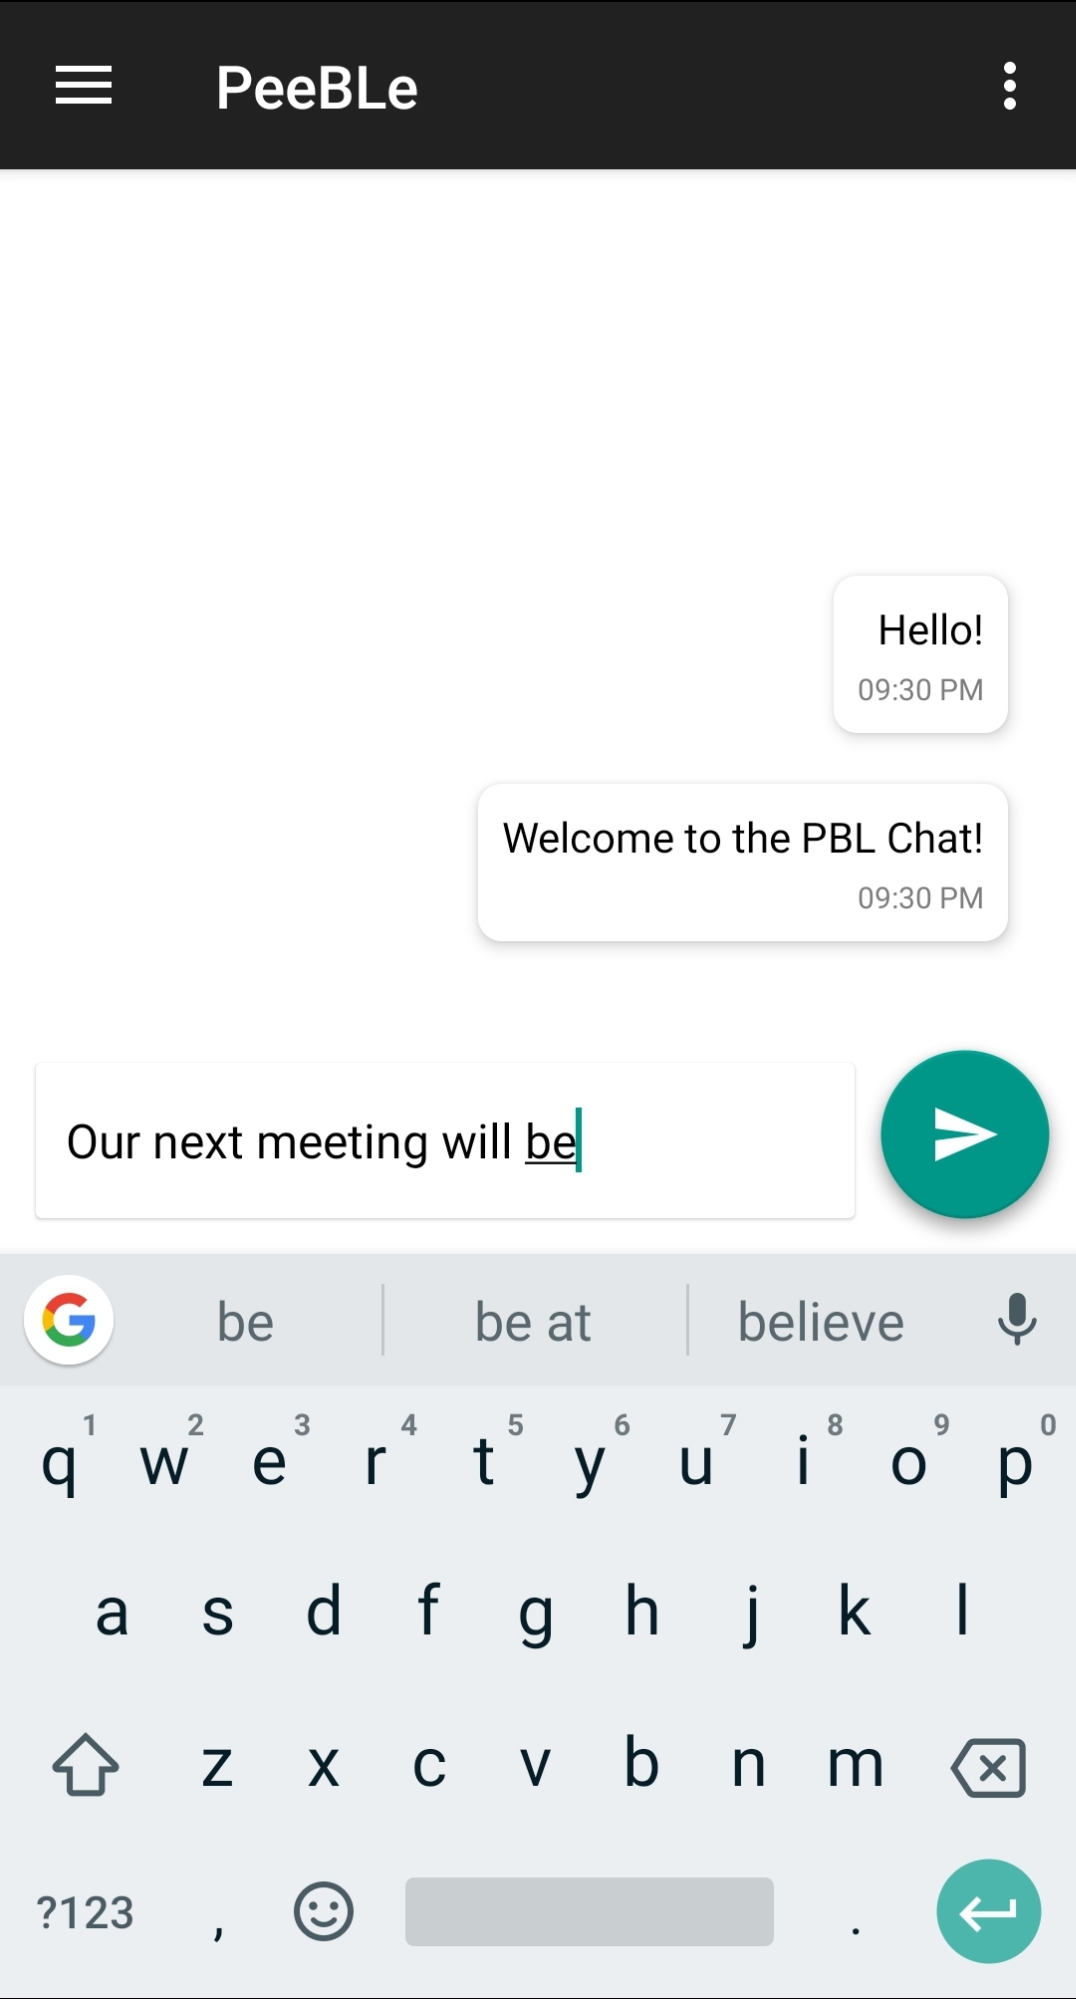 PeeBLe
Hello!
09:30 PM
Welcome to the PBL Chat!
09:30 PM
Our next meeting will be
G be be at believe
1 2 3 4 5 6 7 8 9 0
q w e r t y u i o p
a s d f g h j k l
z x c v b n m
?123 , .